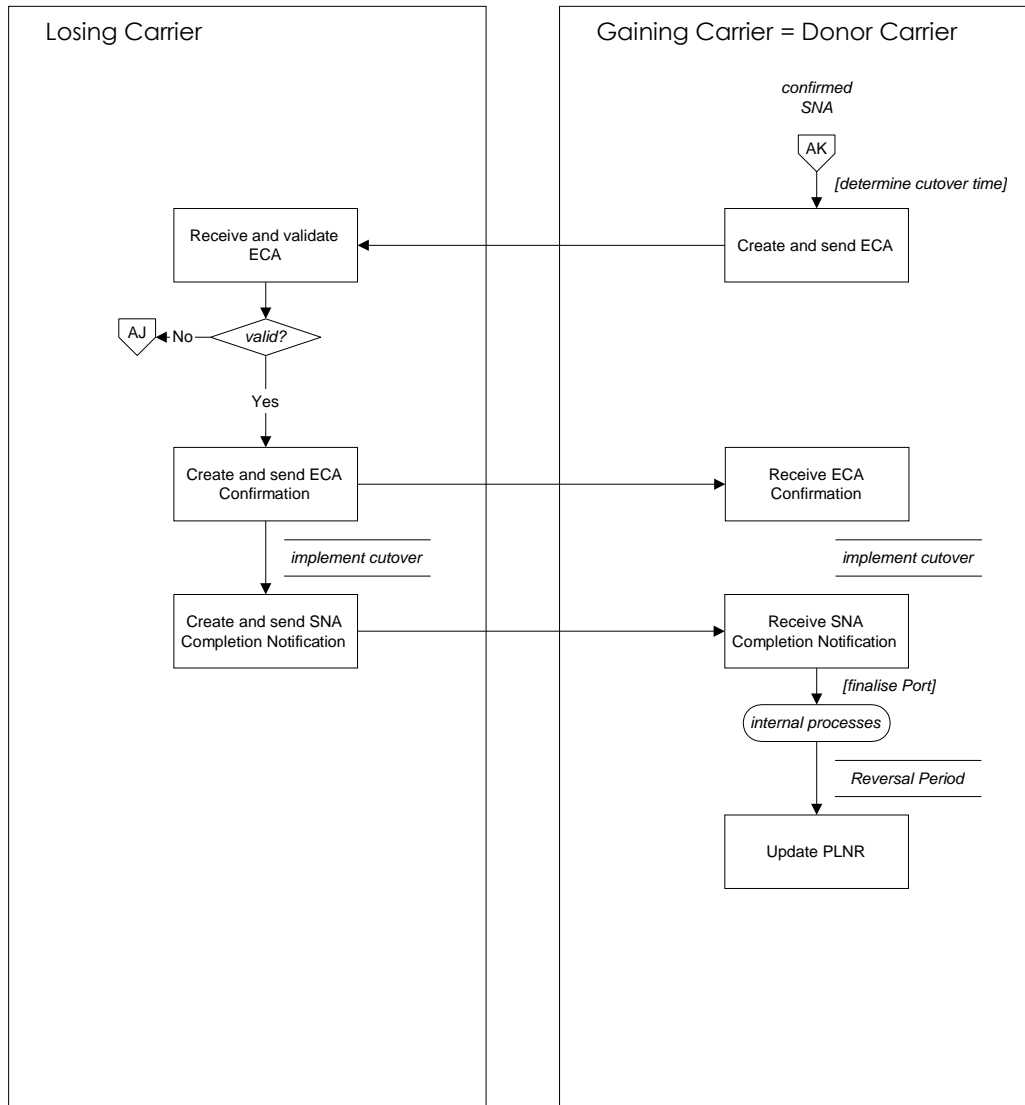 Losing Carrier
Gaining Carrier = Donor Carrier
confirmed
SNA
AK
[determine cutover time]
Receive and validate
ECA
Create and send ECA
AJ
No
valid?
Yes
Create and send ECA
Confirmation
Receive ECA
Confirmation
implement cutover
implement cutover
Create and send SNA
Completion Notification
Receive SNA
Completion Notification
[finalise Port]
internal processes
Reversal Period
Update PLNR